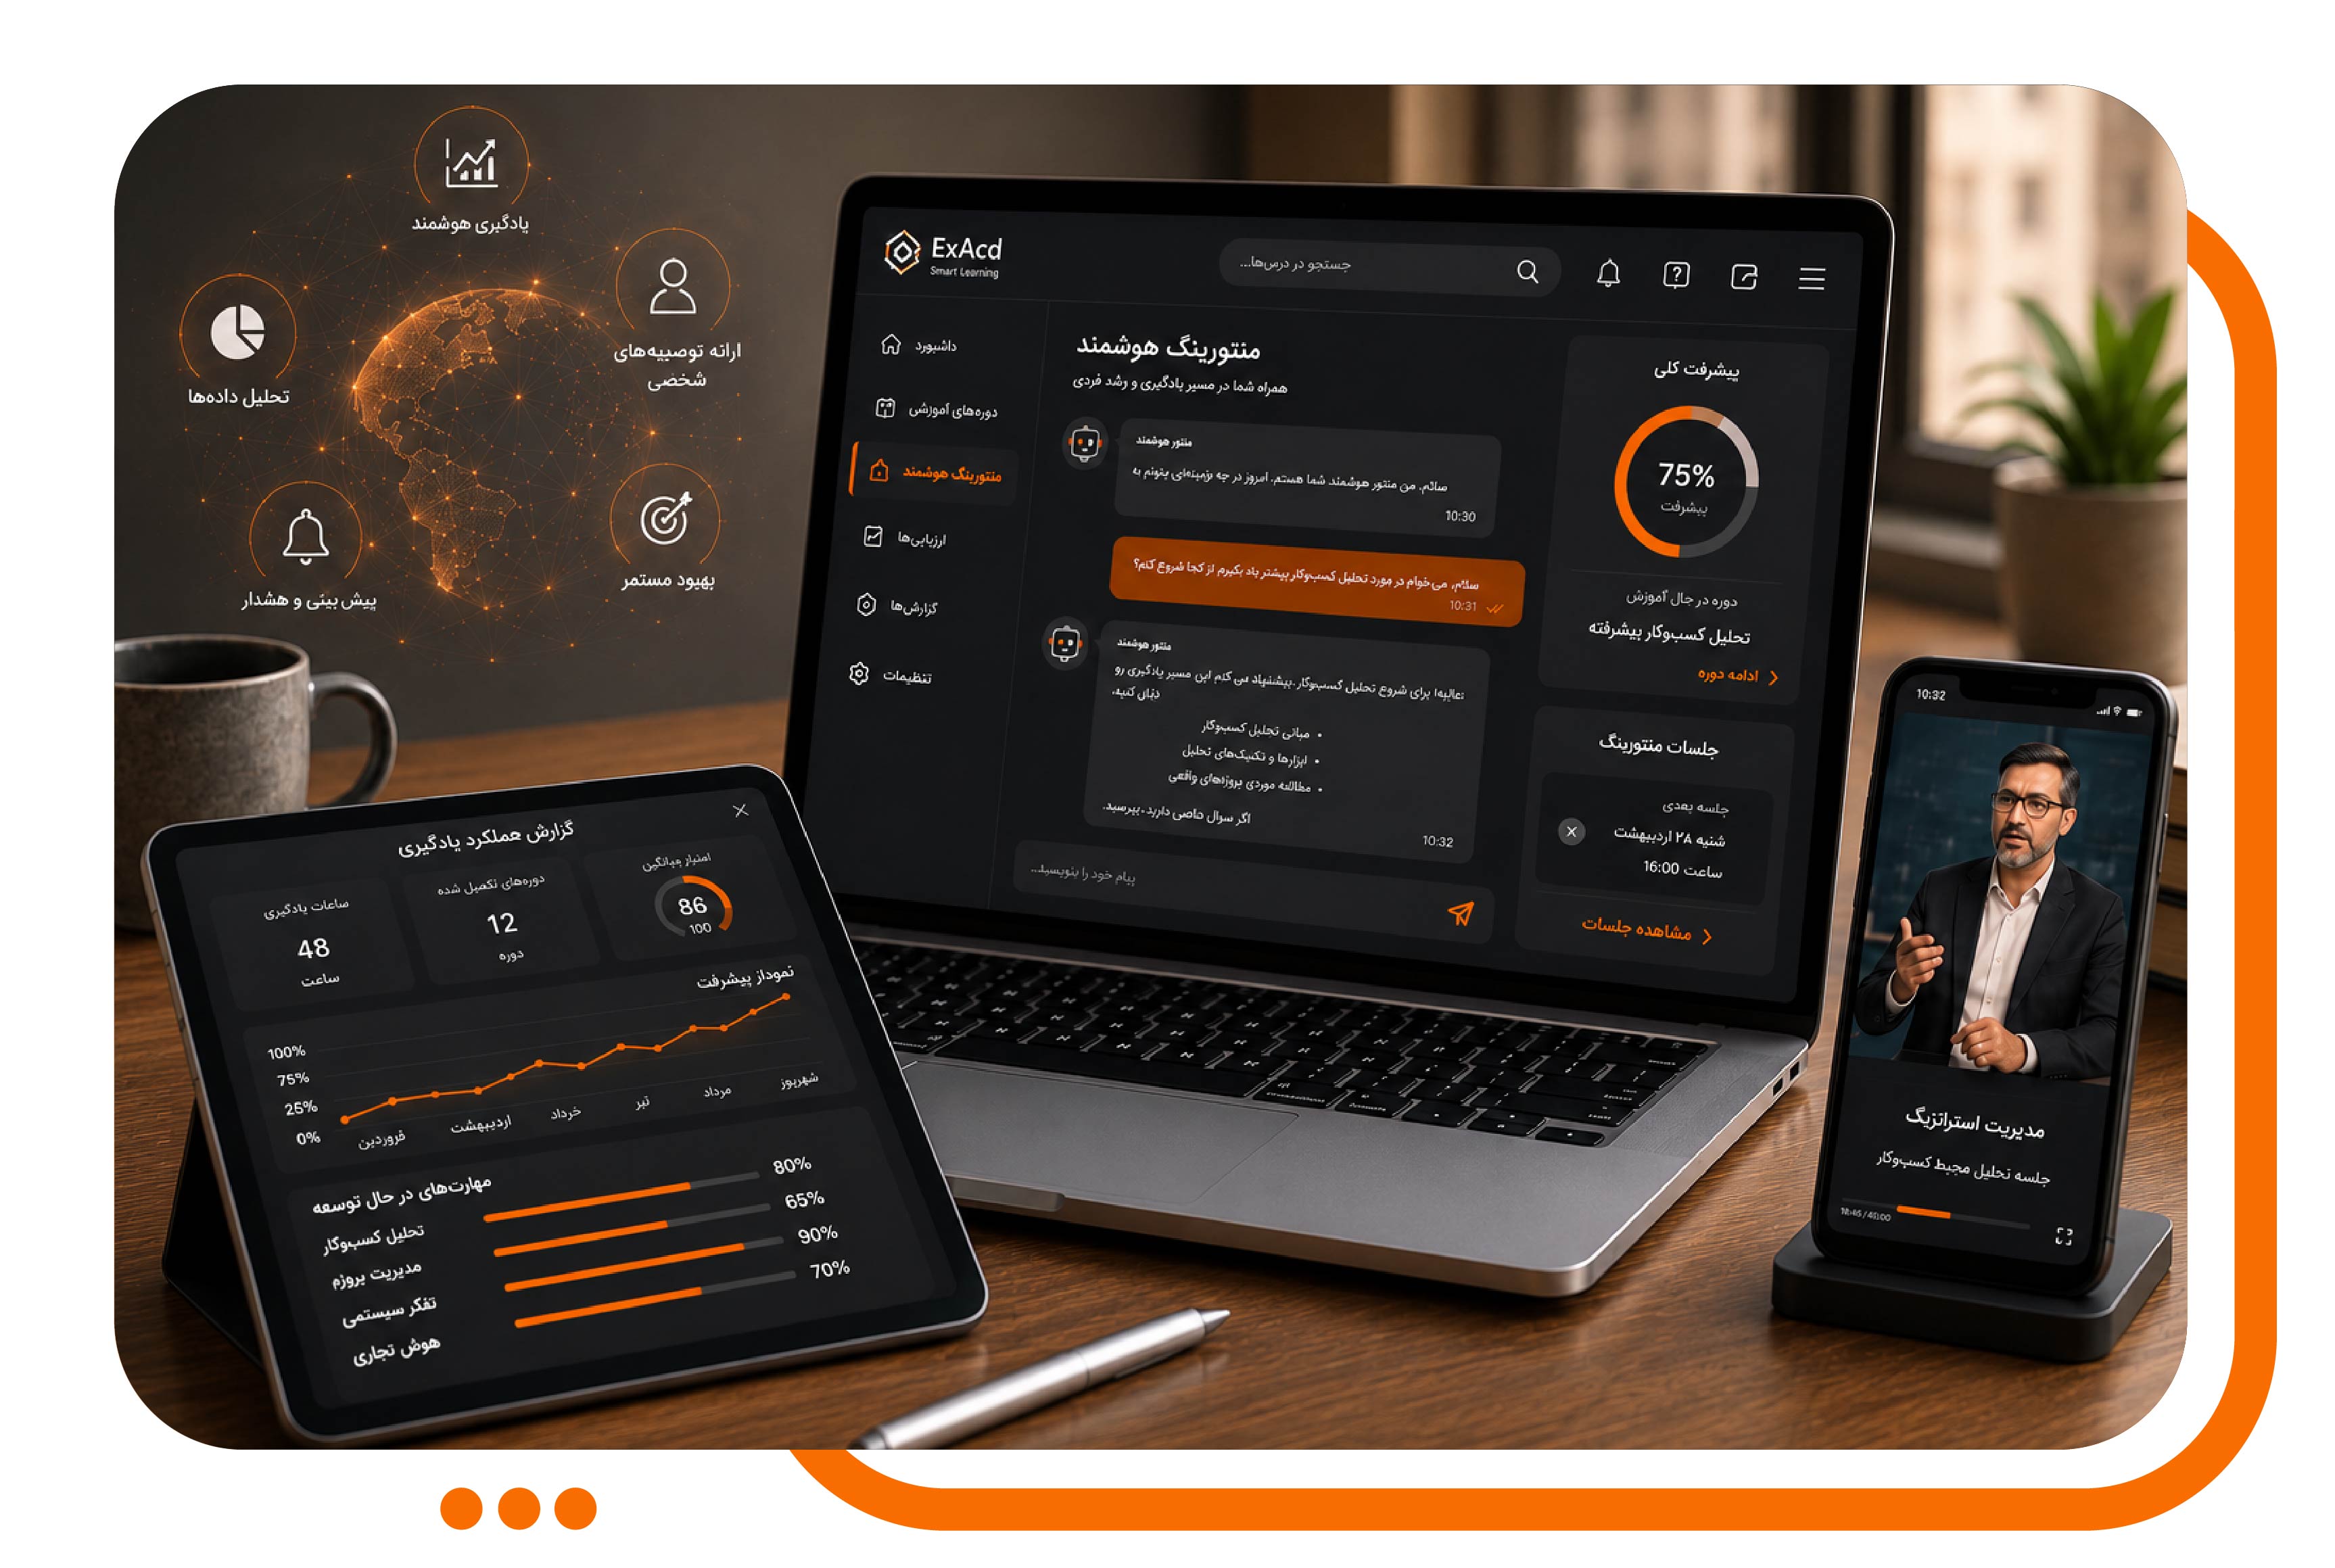 یادگیری هوشمند
ارائه توصیه‌های
شخصی
تحلیل داده‌ها
بهبود مستمر
پیش بینی و هشدار
ExAcd
Smart Learning
جستجو در درس‌ها...
داشبورد
دوره‌های آموزشی
منتورینگ هوشمند
ارزیابی‌ها
گزارش‌ها
تنظیمات
منتورینگ هوشمند
همراه شما در مسیر یادگیری و رشد فردی
منتور هوشمند
سلام، من منتور هوشمند شما هستم. امروز در چه
10:30
سلام، می‌خوام در مورد تحلیل کسب‌وکار بیشتر یاد بگیرم از کجا شروع کنم؟
10:31
منتور هوشمند
عالیه! برای شروع تحلیل کسب‌وکار، پیشنهاد می کنم این مسیر یادگیری رو
• مبانی تحلیل کسب‌وکار
• ابزارها و تکنیک‌های تحلیل
• مطالعه موردی پروژه‌های واقعی
اگر سوال خاصی دارید، بپرسید.
10:32
پیام خود را بنویسید...
پیشرفت کلی
75%
پیشرفت
دوره در حال آموزش
تحلیل کسب‌وکار پیشرفته
ادامه دوره
جلسات منتورینگ
جلسه بعدی
شنبه ۲۸ اردیبهشت
ساعت 16:00
مشاهده جلسات
گزارش عملکرد یادگیری
امتیاز میانگین
86
100
دوره‌های تکمیل شده
12
دوره
ساعات یادگیری
48
ساعت
نمودار پیشرفت
100%
75%
25%
0%
فروردین
اردیبهشت
خرداد
تیر
مرداد
شهریور
مهارت‌های در حال توسعه
80%
تحلیل کسب‌وکار
65%
مدیریت پروژه
90%
تفکر سیستمی
70%
هوش تجاری
10:32
مدیریت استراتژیگ
جلسه تحلیل محیط کسب‌وکار